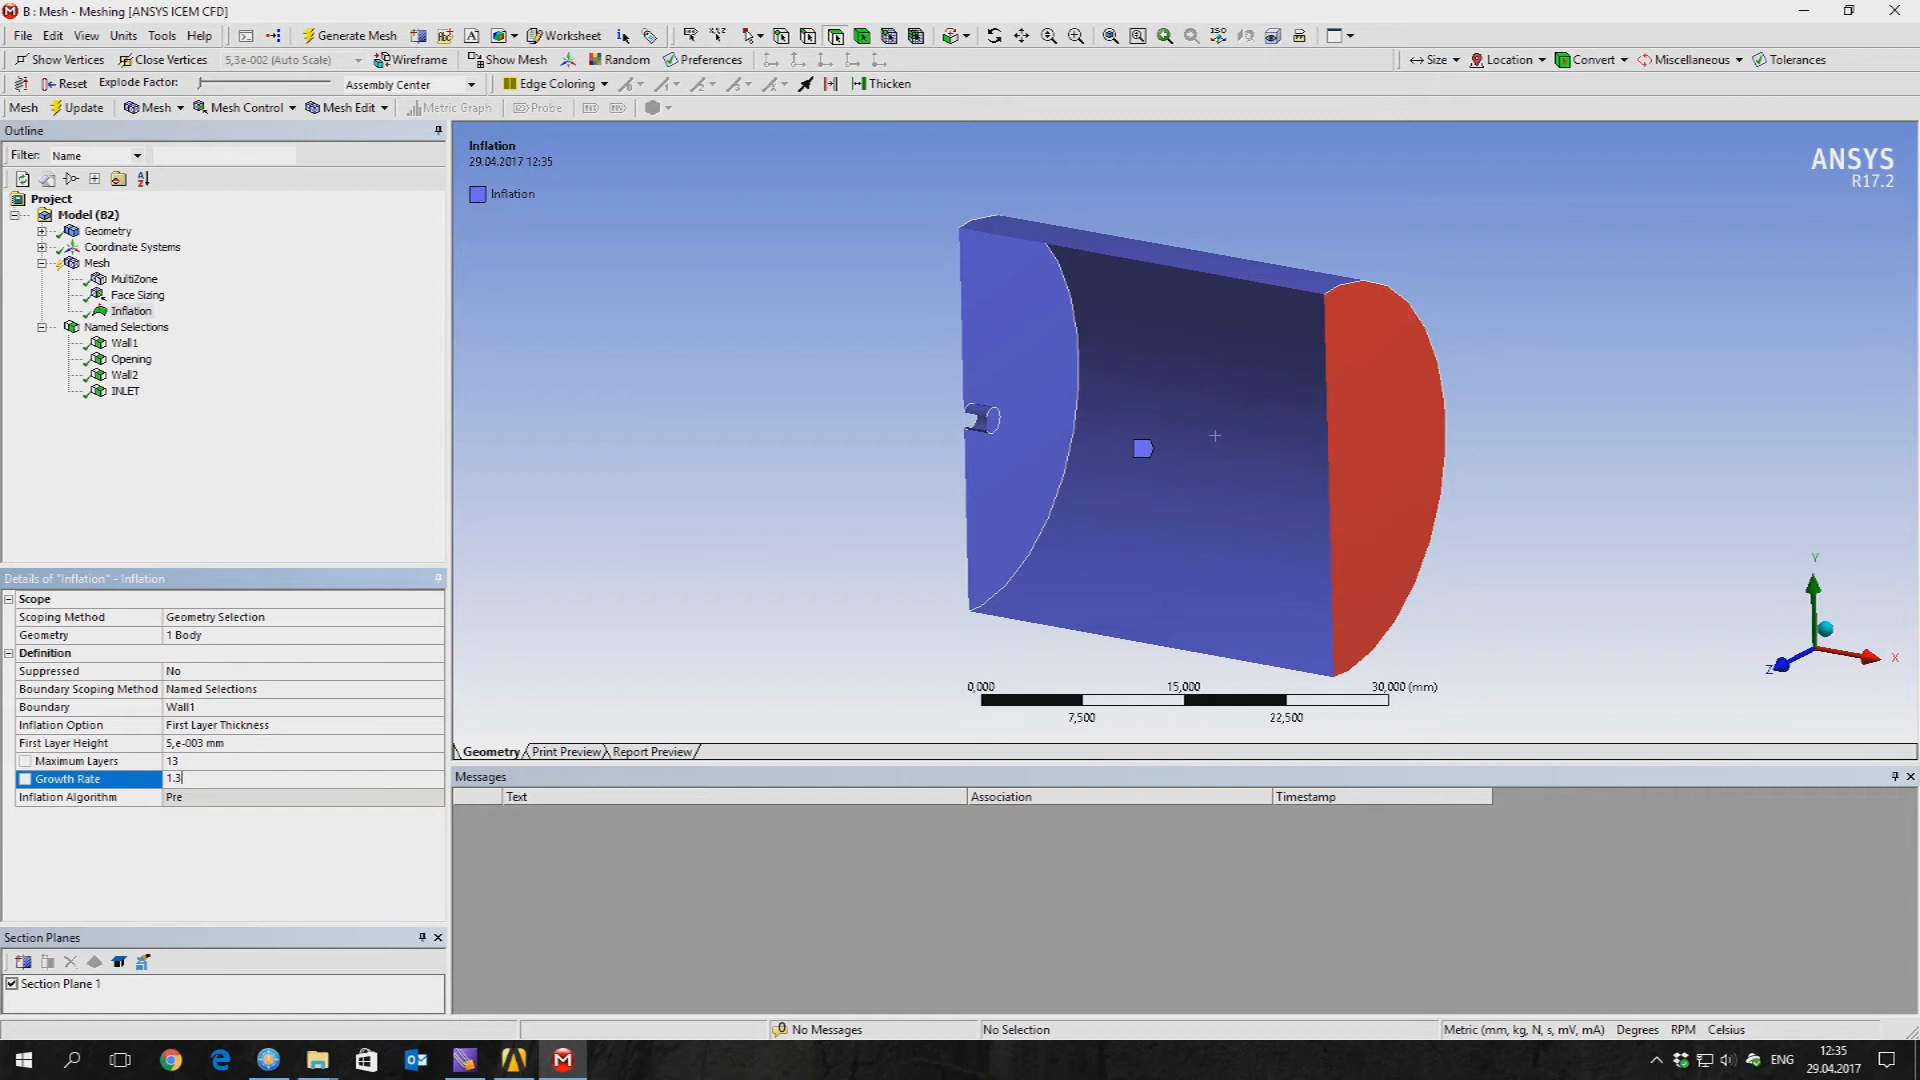 B : Mesh - Meshing [ANSYS ICEM CFD]
File Edit View Units Tools Help Generate Mesh Worksheet
Show Vertices Close Vertices 5,3e-002 (Auto Scale) Wireframe Show Mesh Random Preferences Size Location Convert Miscellaneous Tolerances
Reset Explode Factor: Assembly Center Edge Coloring Thicken
Mesh Update Mesh Mesh Control Mesh Edit Metric Graph Probe
Outline
Filter: Name
Project
Model (B2)
Geometry
Coordinate Systems
Mesh
MultiZone
Face Sizing
Inflation
Named Selections
Wall1
Opening
Wall2
INLET
Details of "Inflation" - Inflation
Scope
Scoping Method Geometry Selection
Geometry 1 Body
Definition
Suppressed No
Boundary Scoping Method Named Selections
Boundary Wall1
Inflation Option First Layer Thickness
First Layer Height 5,e-003 mm
Maximum Layers 13
Growth Rate 1.3
Inflation Algorithm Pre
Section Planes
Section Plane 1
Inflation
29.04.2017 12:35
Inflation
ANSYS
R17.2
Y
X
Z
0,000 15,000 30,000 (mm)
7,500 22,500
Geometry Print Preview Report Preview
Messages
Text Association Timestamp
0 No Messages No Selection Metric (mm, kg, N, s, mV, mA) Degrees RPM Celsius
ENG
12:35
29.04.2017